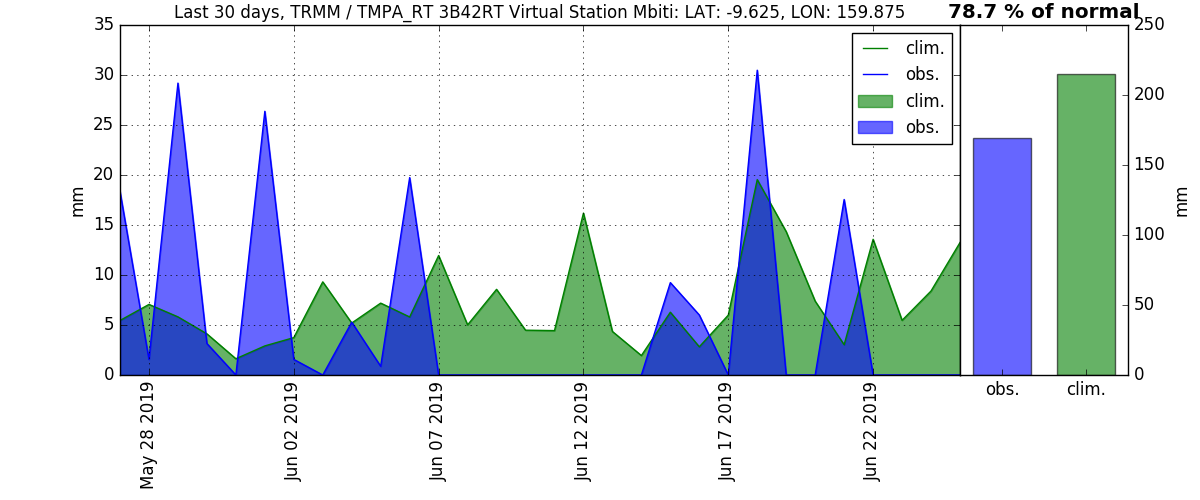 Last 30 days, TRMM / TMPA_RT 3B42RT Virtual Station Mbiti: LAT: -9.625, LON: 159.875
78.7 % of normal
35
30
25
20
15
10
5
0
mm
clim.
obs.
clim.
obs.
May 28 2019
Jun 02 2019
Jun 07 2019
Jun 12 2019
Jun 17 2019
Jun 22 2019
250
200
150
100
50
0
mm
obs.
clim.